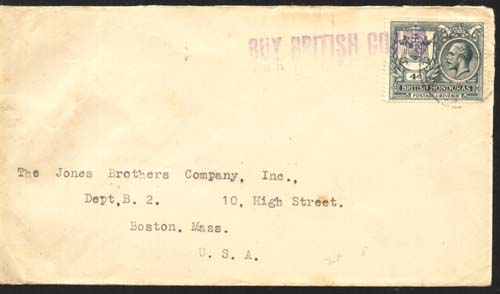 BUY BRITISH GOODS
4c
BRITISH HONDURAS
POSTAGE & REVENUE
The Jones Brothers Company, Inc.,
Dept, B. 2. 10, High Street.
Boston. Mass.
U. S. A.